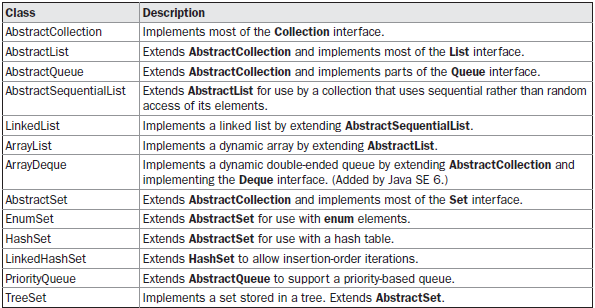 Class Description
AbstractCollection Implements most of the Collection interface.
AbstractList Extends AbstractCollection and implements most of the List interface.
AbstractQueue Extends AbstractCollection and implements parts of the Queue interface.
AbstractSequentialList Extends AbstractList for use by a collection that uses sequential rather than random
access of its elements.
LinkedList Implements a linked list by extending AbstractSequentialList.
ArrayList Implements a dynamic array by extending AbstractList.
ArrayDeque Implements a dynamic double-ended queue by extending AbstractCollection and
implementing the Deque interface. (Added by Java SE 6.)
AbstractSet Extends AbstractCollection and implements most of the Set interface.
EnumSet Extends AbstractSet for use with enum elements.
HashSet Extends AbstractSet for use with a hash table.
LinkedHashSet Extends HashSet to allow insertion-order iterations.
PriorityQueue Extends AbstractQueue to support a priority-based queue.
TreeSet Implements a set stored in a tree. Extends AbstractSet.